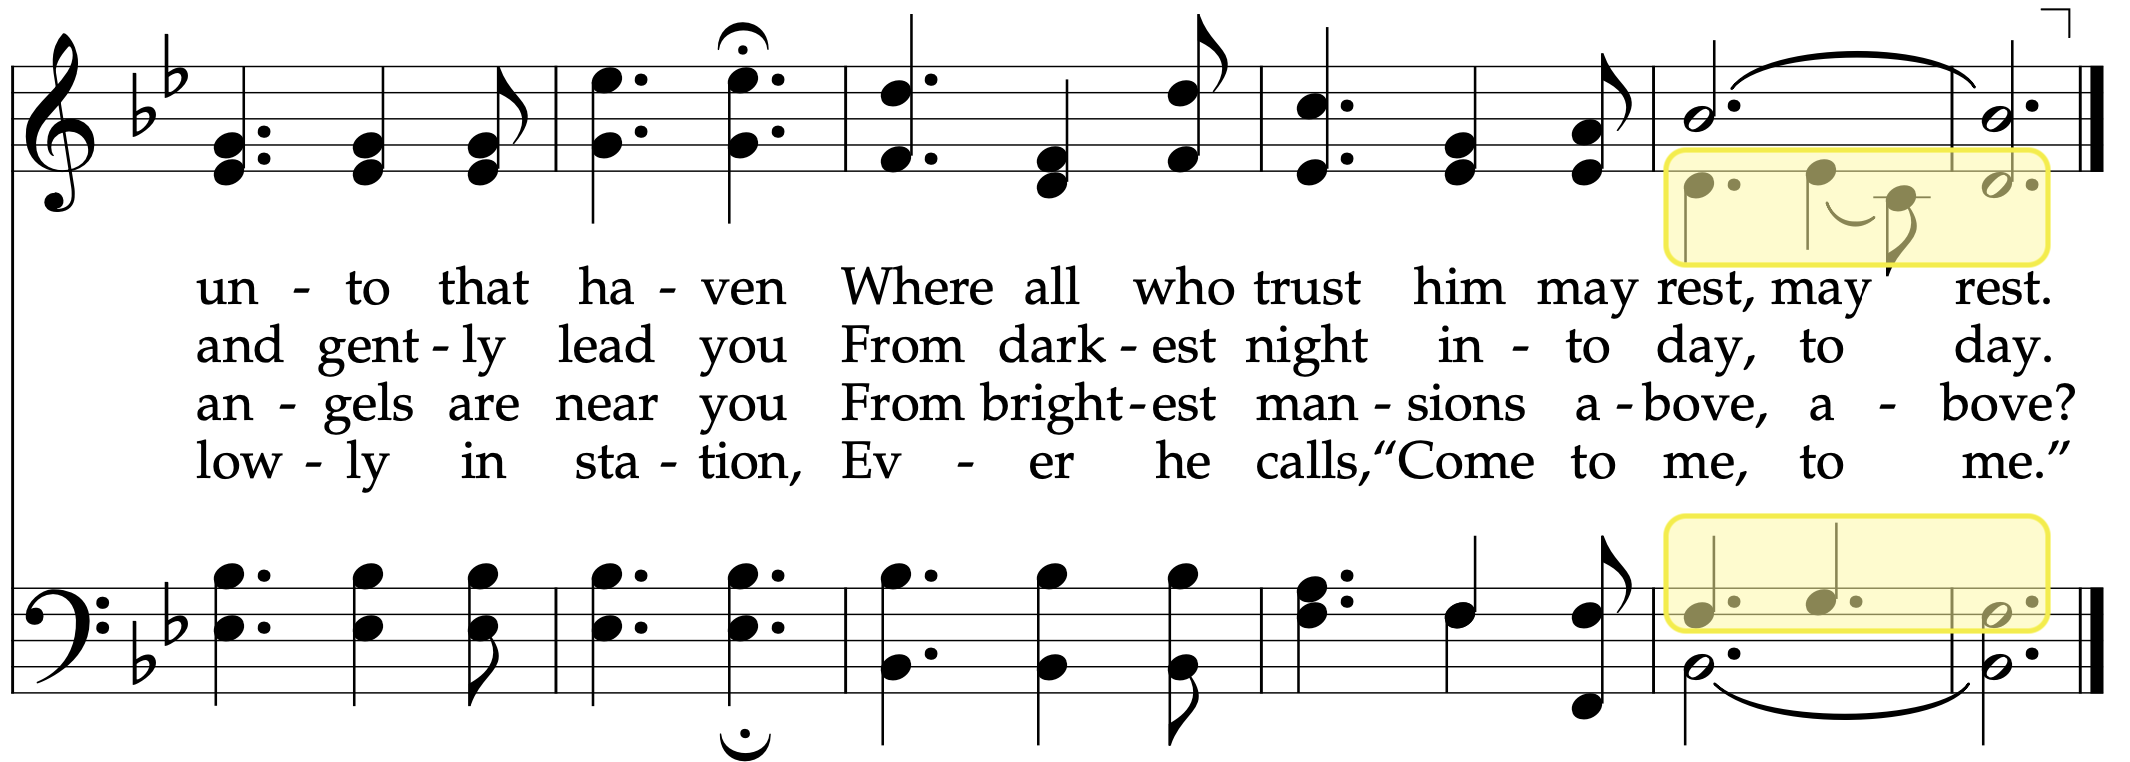 un - to that ha - ven Where all who trust him may rest, may rest.
and gent - ly lead you From dark - est night in - to day, to day.
an - gels are near you From bright - est man - sions a - bove, a - bove?
low - ly in sta - tion, Ev - er he calls, “Come to me, to me.”